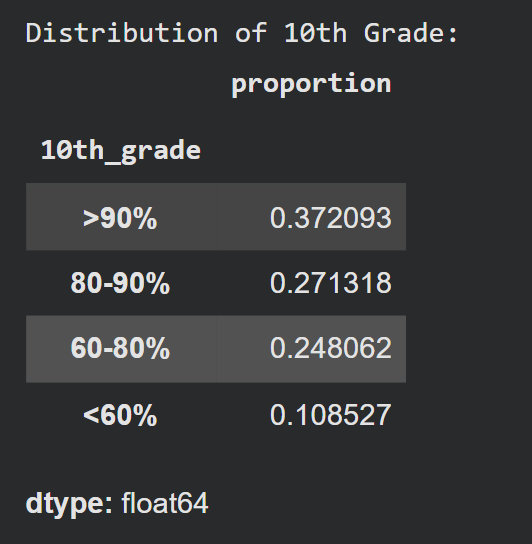 Distribution of 10th Grade:
proportion
10th_grade
>90% 0.372093
80-90% 0.271318
60-80% 0.248062
<60% 0.108527
dtype: float64